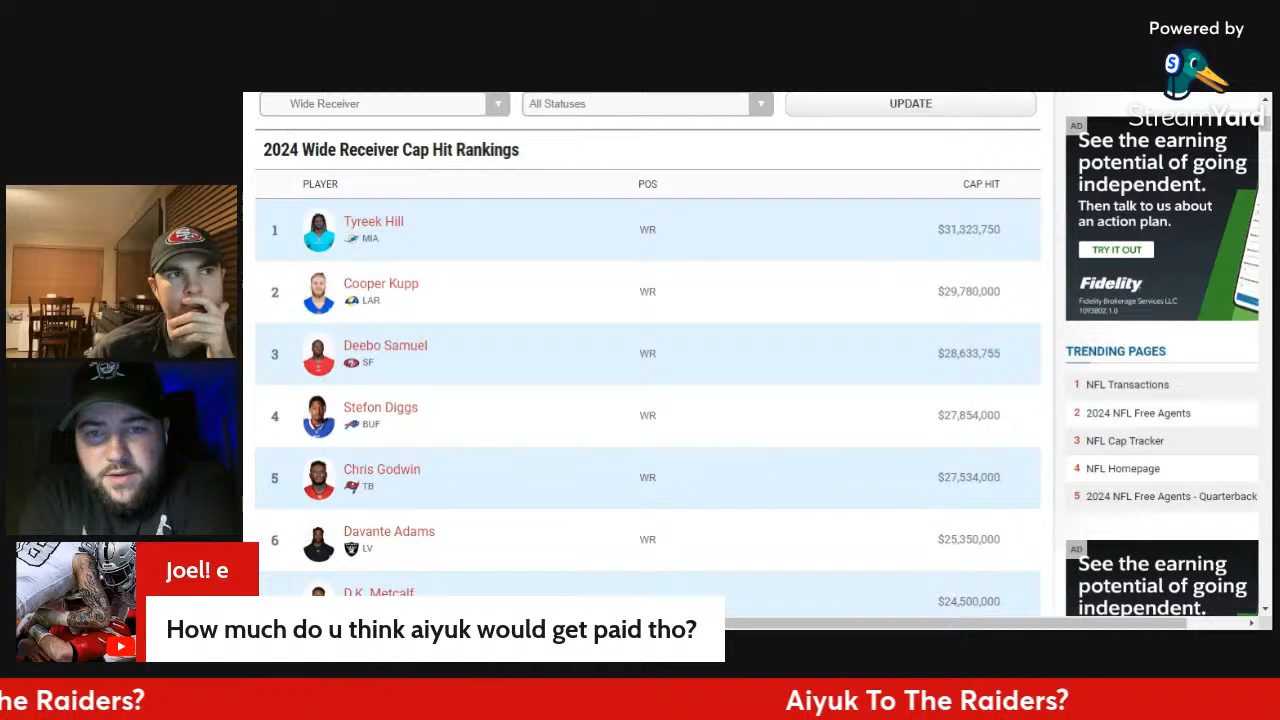 Powered by
StreamYard
Wide Receiver
All Statuses
UPDATE
2024 Wide Receiver Cap Hit Rankings
PLAYER POS CAP HIT
1 Tyreek Hill WR $31,323,750
MIA
2 Cooper Kupp WR $29,780,000
LAR
3 Deebo Samuel WR $28,633,755
SF
4 Stefon Diggs WR $27,854,000
BUF
5 Chris Godwin WR $27,534,000
TB
6 Davante Adams WR $25,350,000
LV
D.K. Metcalf $24,500,000
AD
See the earning
potential of going
independent.
Then talk to us about
an action plan.
TRY IT OUT
Fidelity
Fidelity Brokerage Services LLC
1093802.1.0
TRENDING PAGES
1 NFL Transactions
2 2024 NFL Free Agents
3 NFL Cap Tracker
4 NFL Homepage
5 2024 NFL Free Agents - Quarterback
AD
See the earning
potential of going
independent.
Joel! e
How much do u think aiyuk would get paid tho?
he Raiders?
Aiyuk To The Raiders?